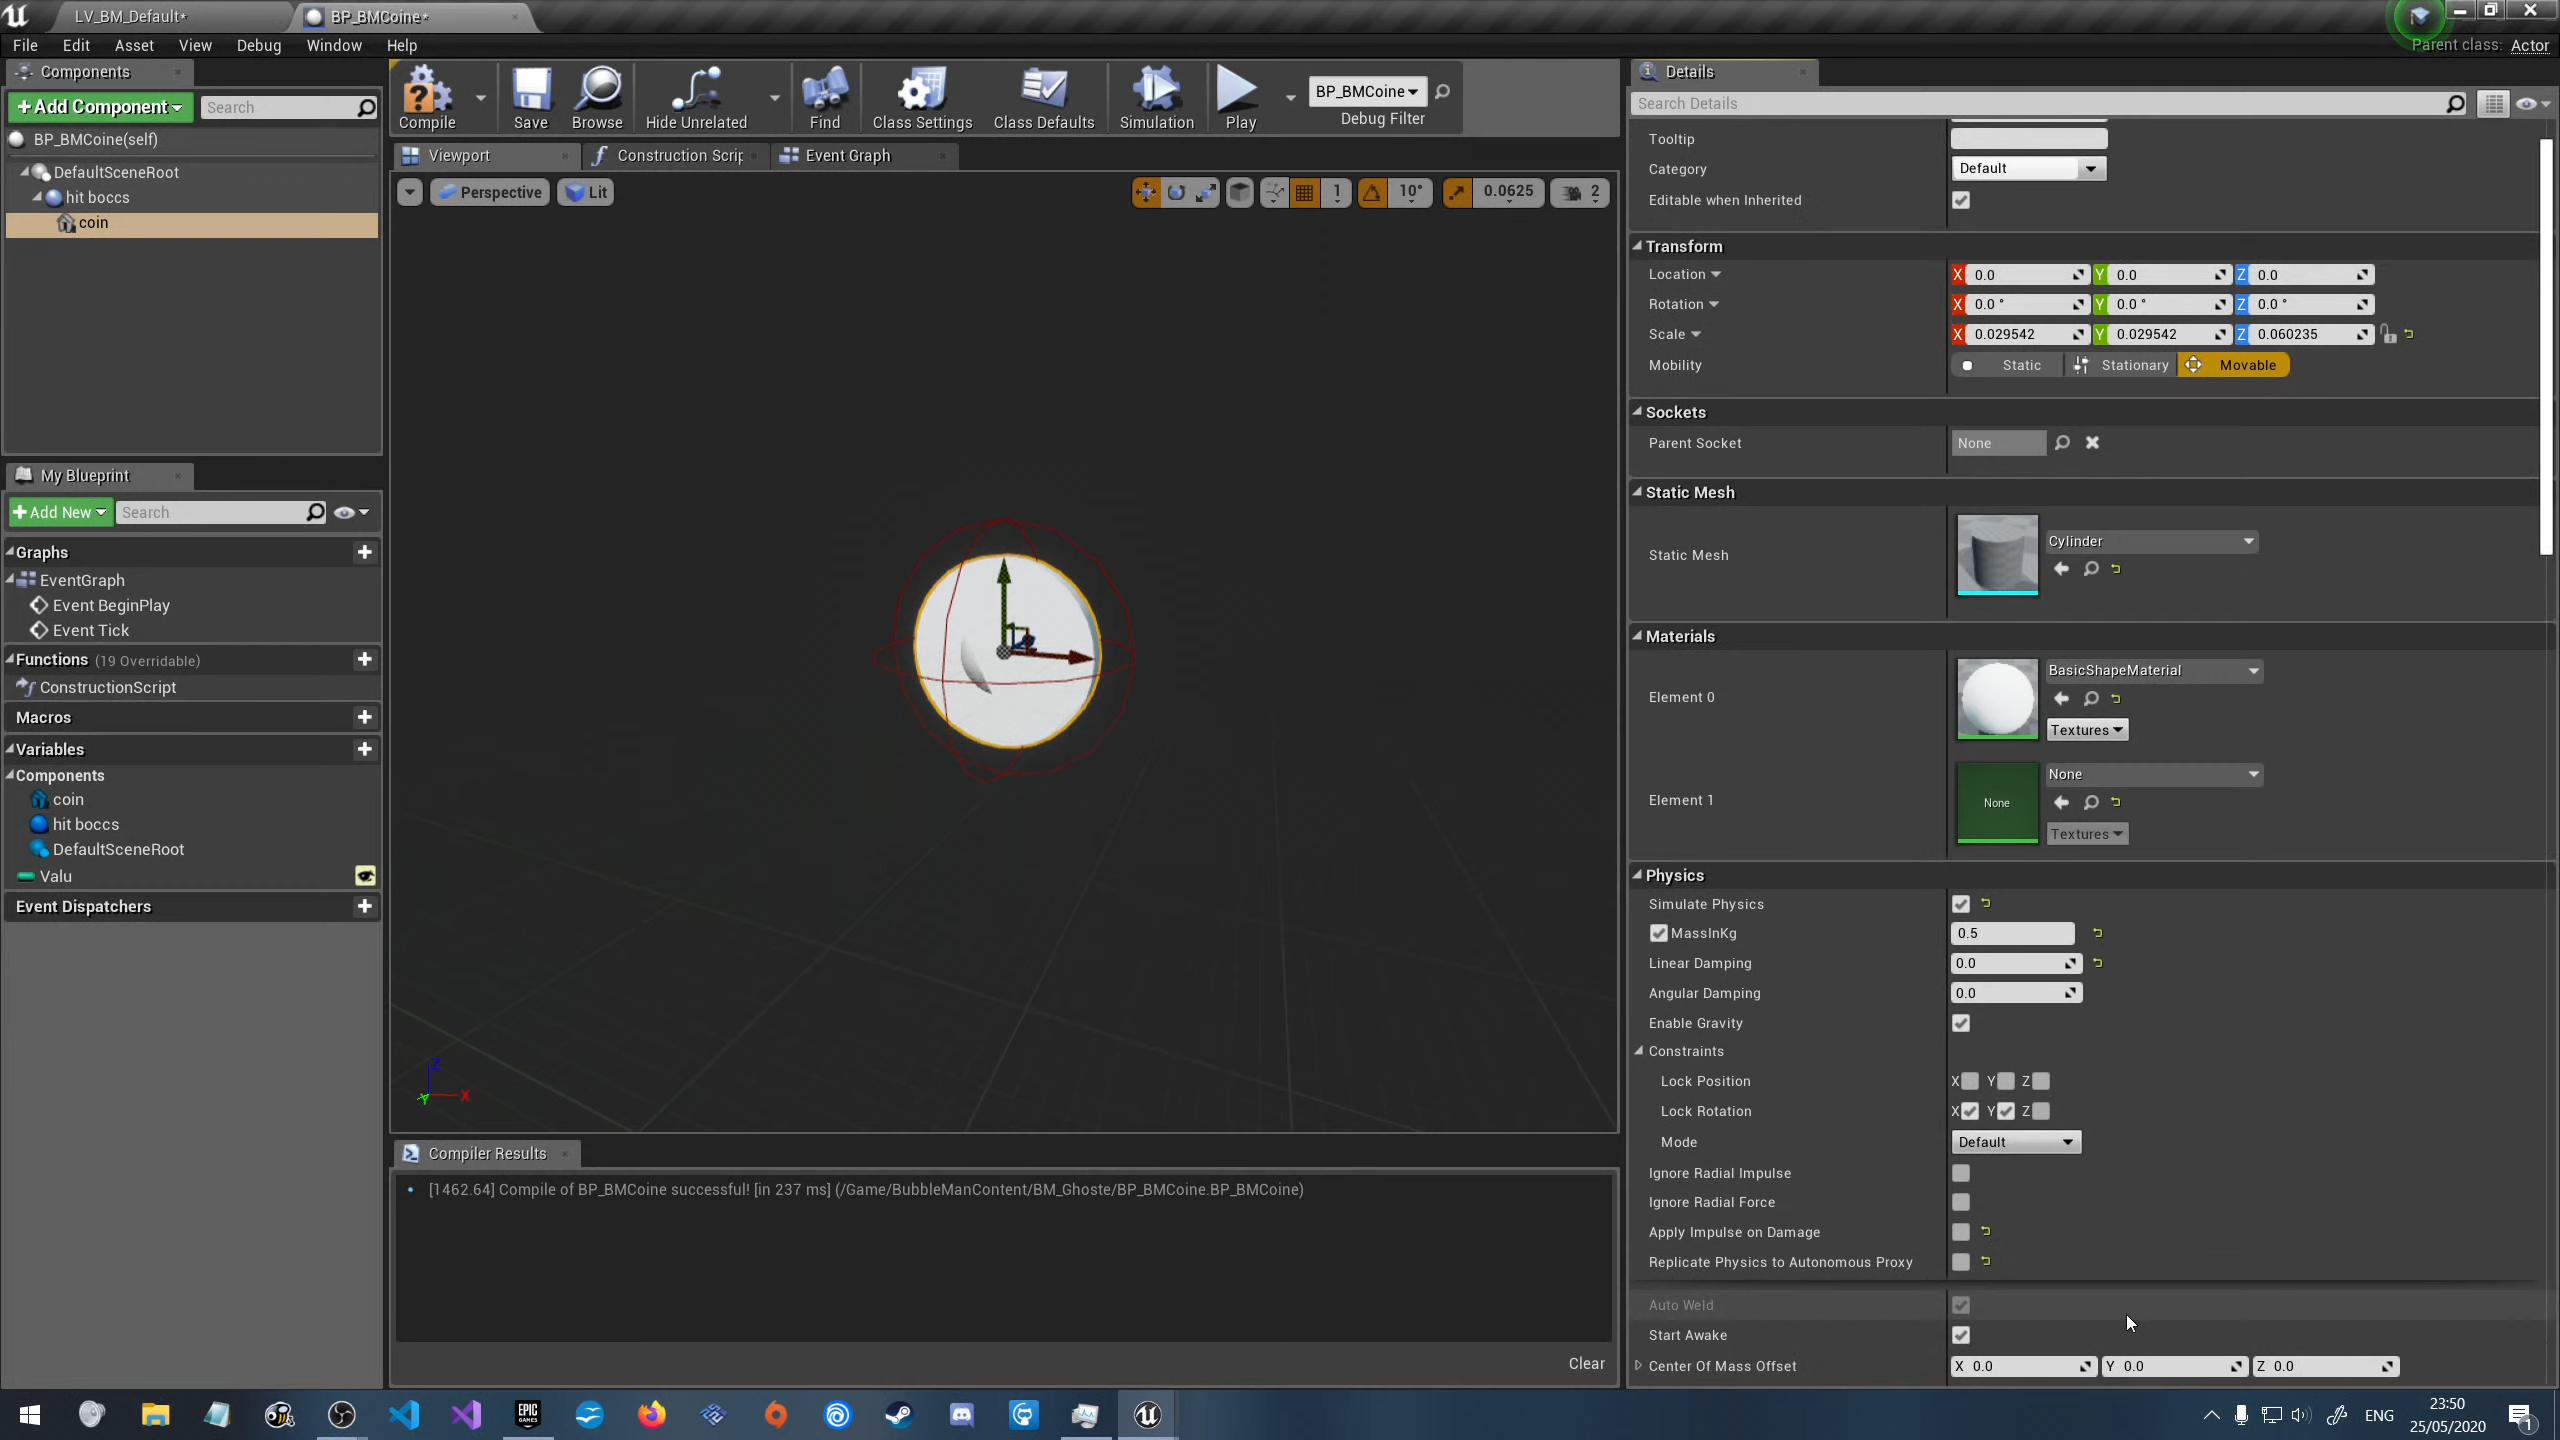 LV_BM_Default*
BP_BMCoine*
File Edit Asset View Debug Window Help
Parent class: Actor
Components
+Add Component
Search
BP_BMCoine(self)
DefaultSceneRoot
hit boccs
coin
My Blueprint
+Add New
Search
Graphs
EventGraph
Event BeginPlay
Event Tick
Functions (19 Overridable)
ConstructionScript
Macros
Variables
Components
coin
hit boccs
DefaultSceneRoot
Valu
Event Dispatchers
Compile
Save
Browse
Hide Unrelated
Find
Class Settings
Class Defaults
Simulation
Play
BP_BMCoine
Debug Filter
Viewport
Construction Scrip
Event Graph
Perspective
Lit
1
10°
0.0625
2
Z
X
Y
Compiler Results
[1462.64] Compile of BP_BMCoine successful! [in 237 ms] (/Game/BubbleManContent/BM_Ghoste/BP_BMCoine.BP_BMCoine)
Clear
Details
Search Details
Tooltip
Category Default
Editable when Inherited
Transform
Location X 0.0 Y 0.0 Z 0.0
Rotation X 0.0 ° Y 0.0 ° Z 0.0 °
Scale X 0.029542 Y 0.029542 Z 0.060235
Mobility Static Stationary Movable
Sockets
Parent Socket None
Static Mesh
Static Mesh Cylinder
Materials
Element 0 BasicShapeMaterial
Textures
Element 1 None None
Textures
Physics
Simulate Physics
MassInKg 0.5
Linear Damping 0.0
Angular Damping 0.0
Enable Gravity
Constraints
Lock Position X Y Z
Lock Rotation X Y Z
Mode Default
Ignore Radial Impulse
Ignore Radial Force
Apply Impulse on Damage
Replicate Physics to Autonomous Proxy
Auto Weld
Start Awake
Center Of Mass Offset X 0.0 Y 0.0 Z 0.0
EPIC GAMES
ENG
23:50
25/05/2020
1